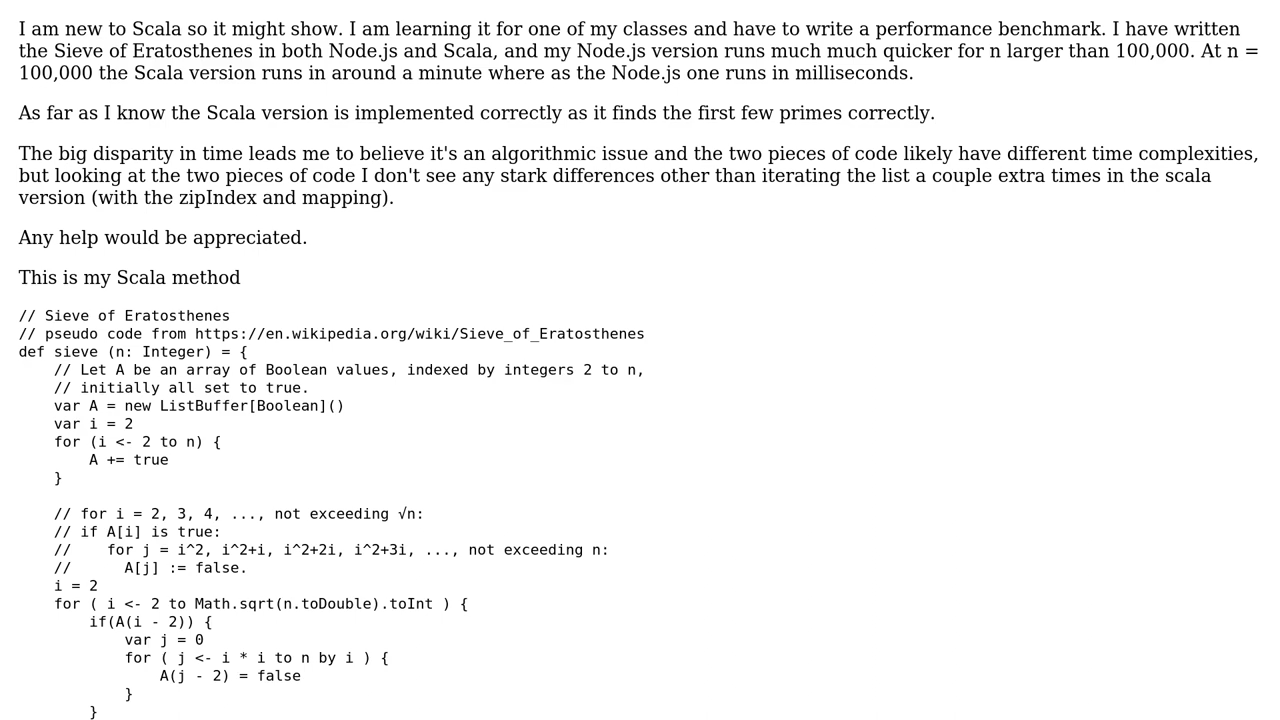 I am new to Scala so it might show. I am learning it for one of my classes and have to write a performance benchmark. I have written
the Sieve of Eratosthenes in both Node.js and Scala, and my Node.js version runs much much quicker for n larger than 100,000. At n =
100,000 the Scala version runs in around a minute where as the Node.js one runs in milliseconds.
As far as I know the Scala version is implemented correctly as it finds the first few primes correctly.
The big disparity in time leads me to believe it's an algorithmic issue and the two pieces of code likely have different time complexities,
but looking at the two pieces of code I don't see any stark differences other than iterating the list a couple extra times in the scala
version (with the zipIndex and mapping).
Any help would be appreciated.
This is my Scala method
// Sieve of Eratosthenes
// pseudo code from https://en.wikipedia.org/wiki/Sieve_of_Eratosthenes
def sieve (n: Integer) = {
    // Let A be an array of Boolean values, indexed by integers 2 to n,
    // initially all set to true.
    var A = new ListBuffer[Boolean]()
    var i = 2
    for (i <- 2 to n) {
        A += true
    }
    // for i = 2, 3, 4, ..., not exceeding √n:
    // if A[i] is true:
    //    for j = i^2, i^2+i, i^2+2i, i^2+3i, ..., not exceeding n:
    //      A[j] := false.
    i = 2
    for ( i <- 2 to Math.sqrt(n.toDouble).toInt ) {
        if(A(i - 2)) {
            var j = 0
            for ( j <- i * i to n by i ) {
                A(j - 2) = false
            }
        }